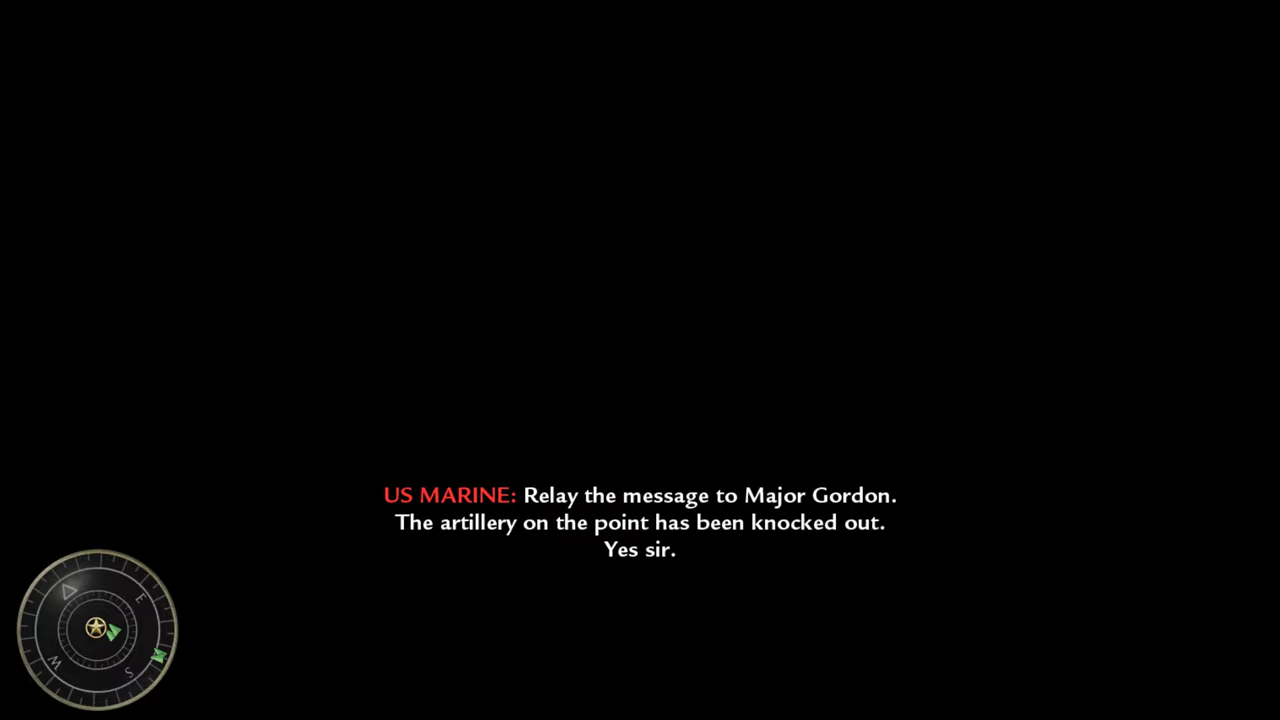 US MARINE: Relay the message to Major Gordon.
The artillery on the point has been knocked out.
Yes sir.
E
W
S